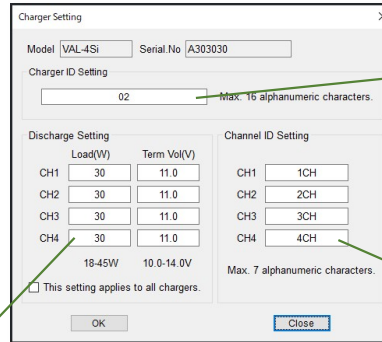 Charger Setting
Model VAL-4Si Serial.No A303030
Charger ID Setting
02 Max. 16 alphanumeric characters.
Discharge Setting
Load(W) Term Vol(V)
CH1 30 11.0
CH2 30 11.0
CH3 30 11.0
CH4 30 11.0
18-45W 10.0-14.0V
This setting applies to all chargers.
Channel ID Setting
CH1 1CH
CH2 2CH
CH3 3CH
CH4 4CH
Max. 7 alphanumeric characters.
OK Close